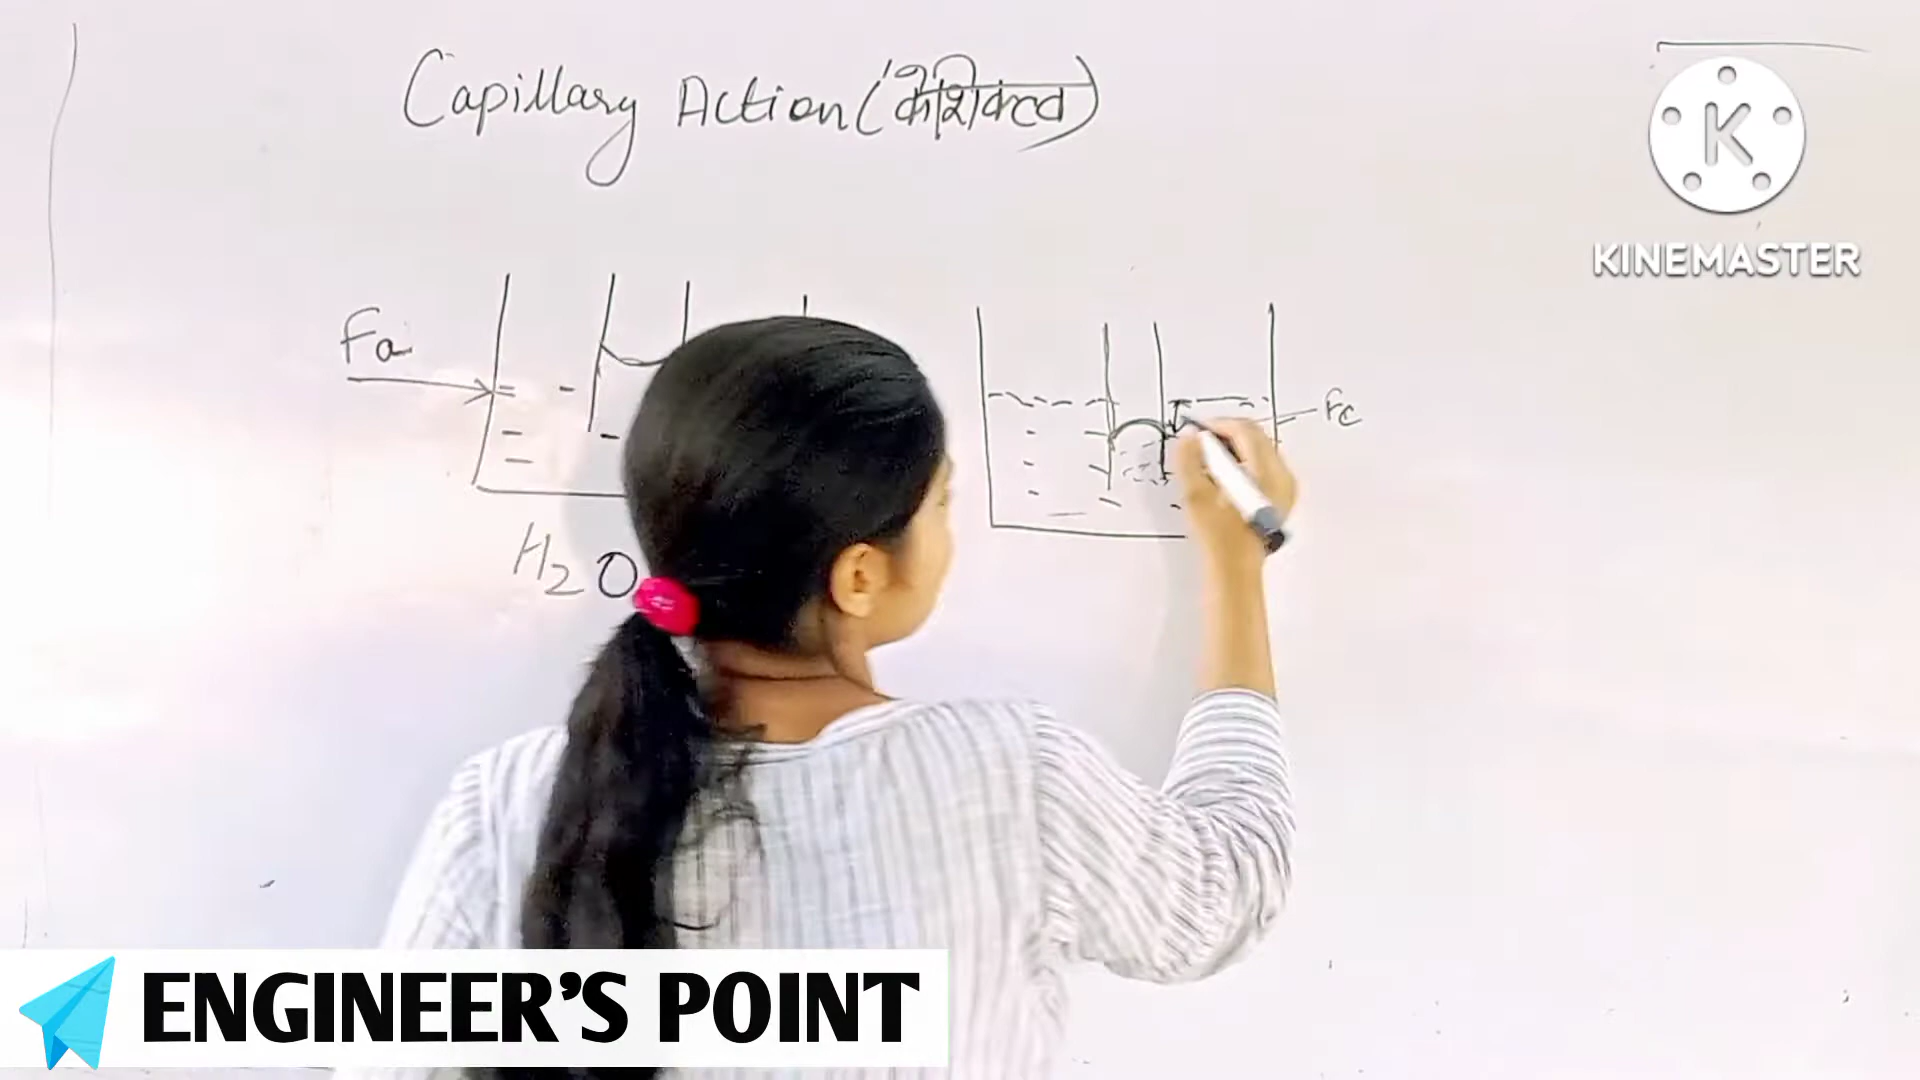 Capillary Action (केशिकत्व)
KINEMASTER
Fa
Fc
H2O
ENGINEER'S POINT